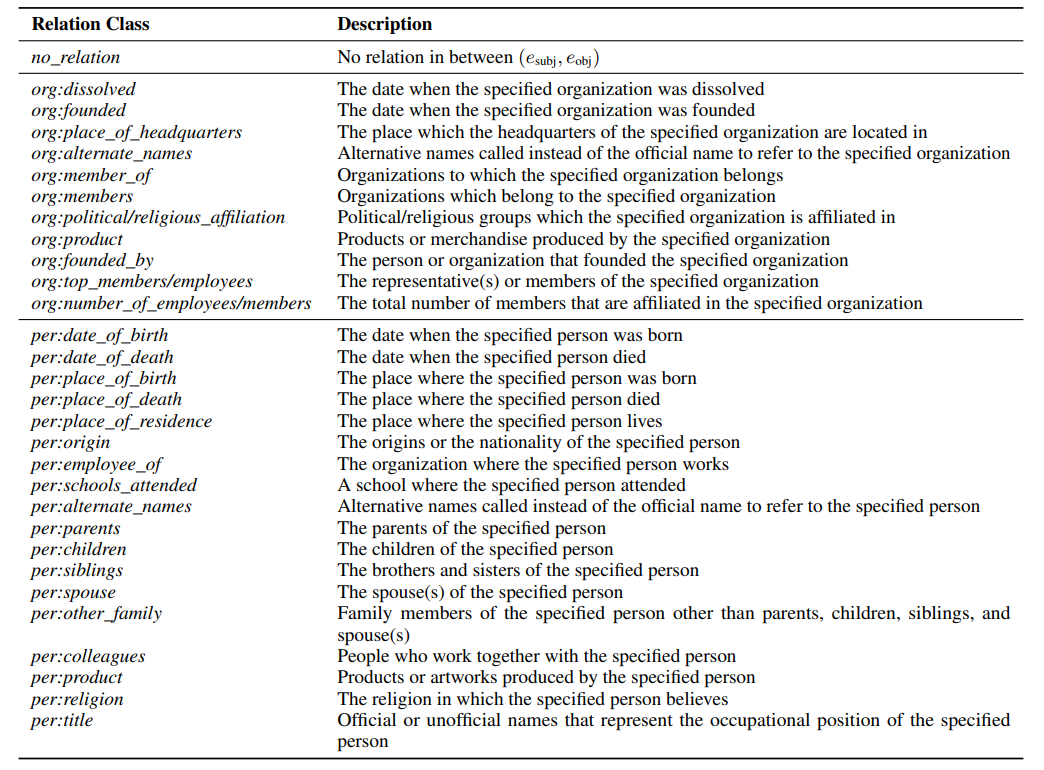 Relation Class Description
no_relation No relation in between (e_subj, e_obj)
org:dissolved The date when the specified organization was dissolved
org:founded The date when the specified organization was founded
org:place_of_headquarters The place which the headquarters of the specified organization are located in
org:alternate_names Alternative names called instead of the official name to refer to the specified organization
org:member_of Organizations to which the specified organization belongs
org:members Organizations which belong to the specified organization
org:political/religious_affiliation Political/religious groups which the specified organization is affiliated in
org:product Products or merchandise produced by the specified organization
org:founded_by The person or organization that founded the specified organization
org:top_members/employees The representative(s) or members of the specified organization
org:number_of_employees/members The total number of members that are affiliated in the specified organization
per:date_of_birth The date when the specified person was born
per:date_of_death The date when the specified person died
per:place_of_birth The place where the specified person was born
per:place_of_death The place where the specified person died
per:place_of_residence The place where the specified person lives
per:origin The origins or the nationality of the specified person
per:employee_of The organization where the specified person works
per:schools_attended A school where the specified person attended
per:alternate_names Alternative names called instead of the official name to refer to the specified person
per:parents The parents of the specified person
per:children The children of the specified person
per:siblings The brothers and sisters of the specified person
per:spouse The spouse(s) of the specified person
per:other_family Family members of the specified person other than parents, children, siblings, and
spouse(s)
per:colleagues People who work together with the specified person
per:product Products or artworks produced by the specified person
per:religion The religion in which the specified person believes
per:title Official or unofficial names that represent the occupational position of the specified
person